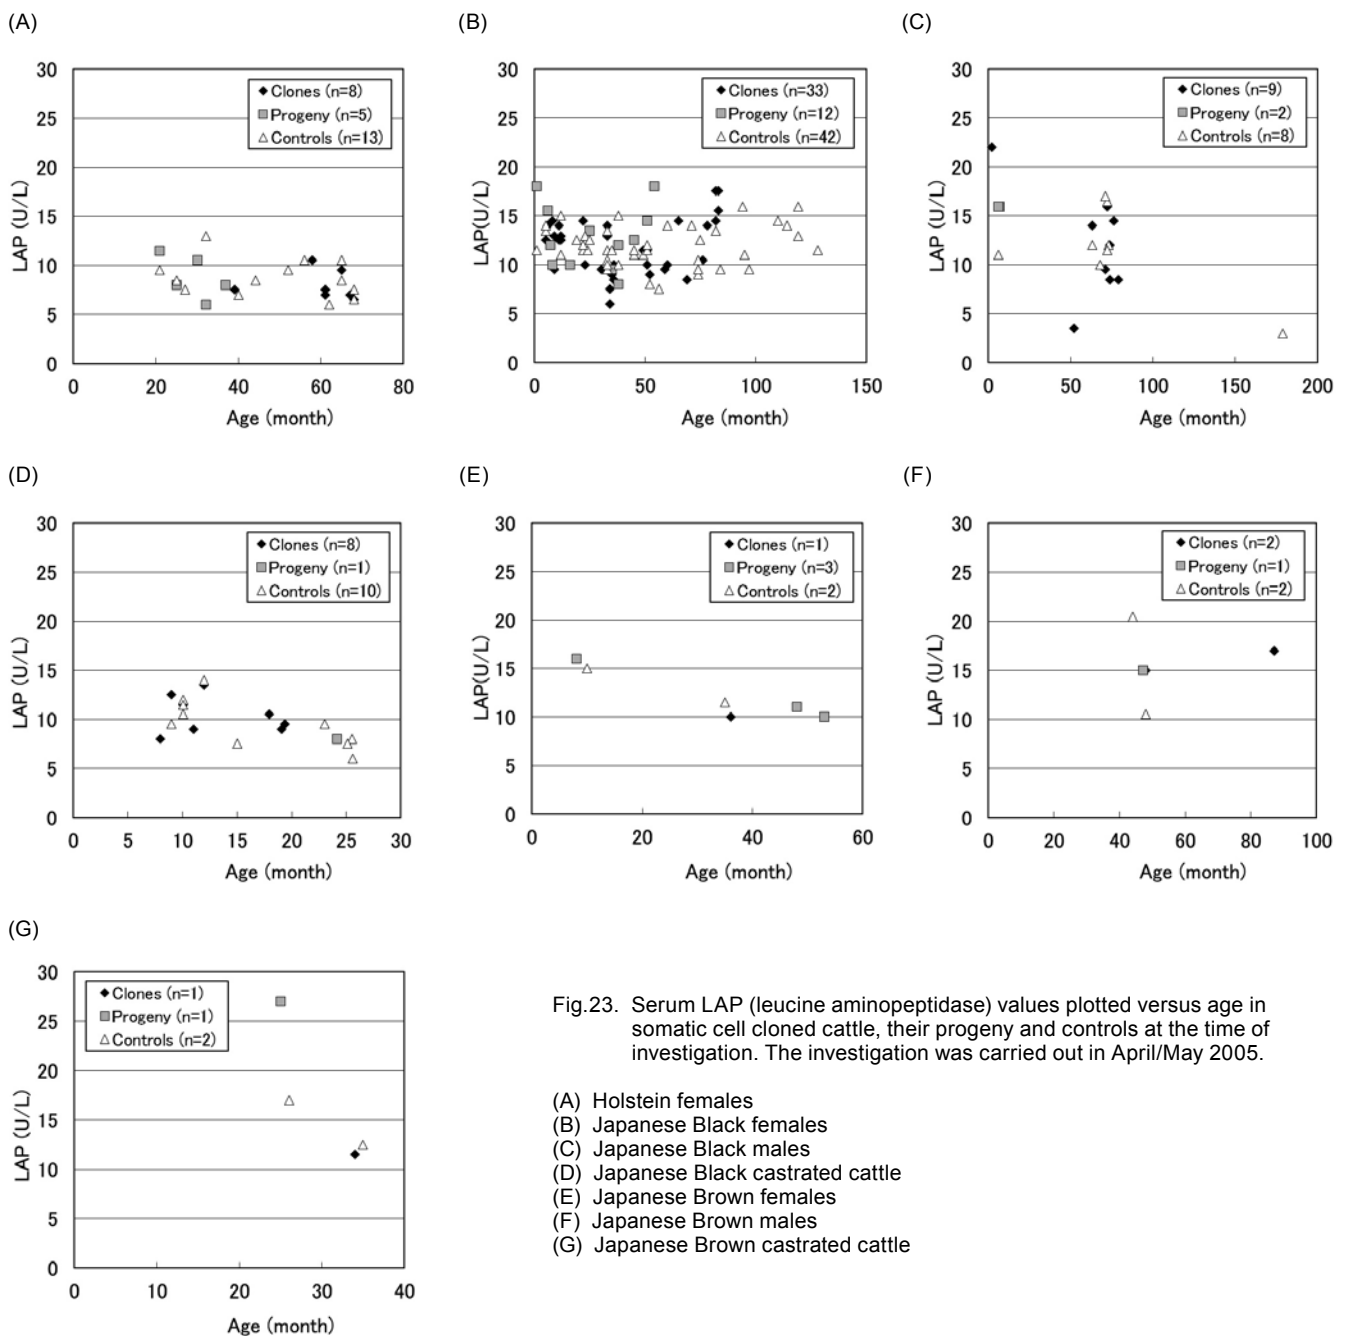 (A)
30
25
20
15
10
5
0
LAP (U/L)
Clones (n=8)
Progeny (n=5)
Controls (n=13)
0 20 40 60 80
Age (month)
(B)
30
25
20
15
10
5
0
LAP(U/L)
Clones (n=33)
Progeny (n=12)
Controls (n=42)
0 50 100 150
Age (month)
(C)
30
25
20
15
10
5
0
LAP (U/L)
Clones (n=9)
Progeny (n=2)
Controls (n=8)
0 50 100 150 200
Age (month)
(D)
30
25
20
15
10
5
0
LAP (U/L)
Clones (n=8)
Progeny (n=1)
Controls (n=10)
0 5 10 15 20 25 30
Age (month)
(E)
30
25
20
15
10
5
0
LAP(U/L)
Clones (n=1)
Progeny (n=3)
Controls (n=2)
0 20 40 60
Age (month)
(F)
30
25
20
15
10
5
0
LAP (U/L)
Clones (n=2)
Progeny (n=1)
Controls (n=2)
0 20 40 60 80 100
Age (month)
(G)
30
25
20
15
10
5
0
LAP (U/L)
Clones (n=1)
Progeny (n=1)
Controls (n=2)
0 10 20 30 40
Age (month)
Fig.23. Serum LAP (leucine aminopeptidase) values plotted versus age in
somatic cell cloned cattle, their progeny and controls at the time of
investigation. The investigation was carried out in April/May 2005.
(A) Holstein females
(B) Japanese Black females
(C) Japanese Black males
(D) Japanese Black castrated cattle
(E) Japanese Brown females
(F) Japanese Brown males
(G) Japanese Brown castrated cattle